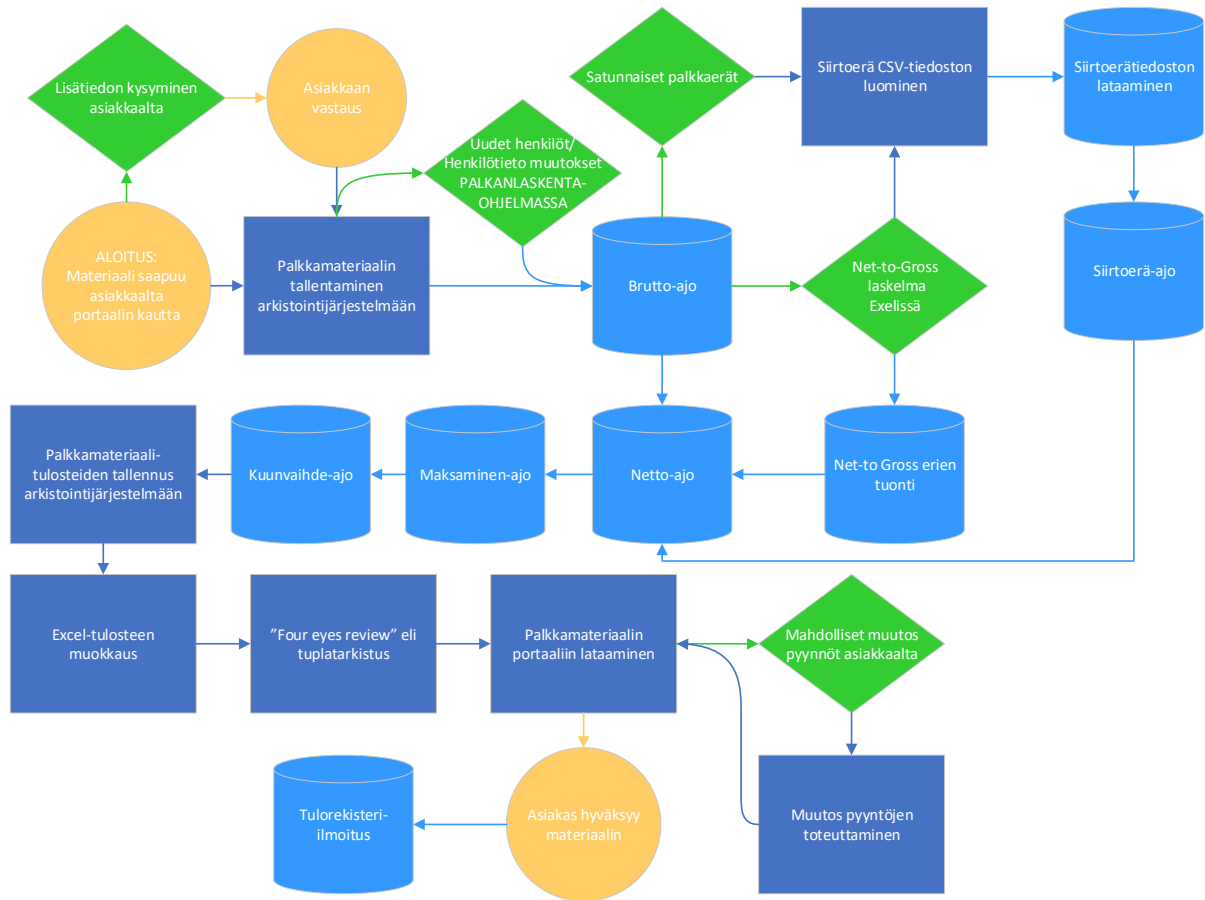 Lisätiedon kysyminen
asiakkaalta
Asiakkaan
vastaus
Uudet henkilöt/
Henkilötieto muutokset
PALKANLASKENTA-
OHJELMASSA
Satunnaiset palkkaerät
Siirtoerä CSV-tiedoston
luominen
Siirtoerätiedoston
lataaminen
ALOITUS:
Materiaali saapuu
asiakkaalta
portaalin kautta
Palkkamateriaalin
tallentaminen
arkistointijärjestelmään
Brutto-ajo
Net-to-Gross
laskelma
Exelissä
Siirtoerä-ajo
Palkkamateriaali-
tulosteiden tallennus
arkistointijärjestelmään
Kuunvaihde-ajo
Maksaminen-ajo
Netto-ajo
Net-to Gross erien
tuonti
Excel-tulosteen
muokkaus
”Four eyes review” eli
tuplatarkistus
Palkkamateriaalin
portaaliin lataaminen
Mahdolliset muutos
pyynnöt asiakkaalta
Tulorekisteri-
ilmoitus
Asiakas hyväksyy
materiaalin
Muutos pyyntöjen
toteuttaminen